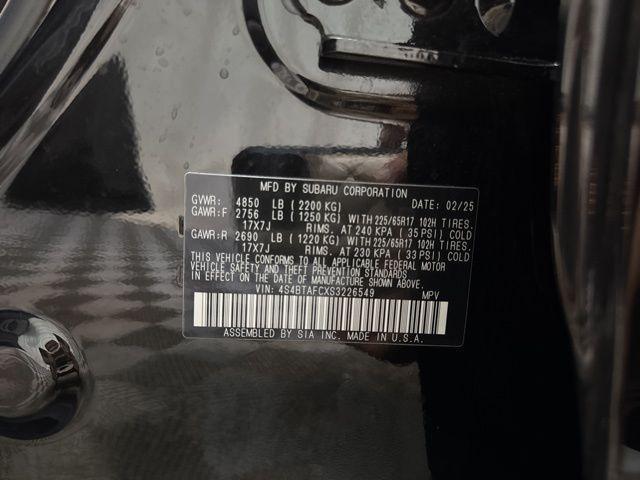 MFD BY SUBARU CORPORATION
GVWR: 4850 LB ( 2200 KG) DATE: 02/25
GAWR:F 2756 LB ( 1250 KG) WITH 225/65R17 102H TIRES.
17X7J RIMS. AT 240 KPA ( 35 PSI) COLD
GAWR:R 2690 LB ( 1220 KG) WITH 225/65R17 102H TIRES.
17X7J RIMS. AT 230 KPA ( 33 PSI) COLD
THIS VEHICLE CONFORMS TO ALL APPLICABLE FEDERAL MOTOR
VEHICLE SAFETY AND THEFT PREVENTION STANDARDS
IN EFFECT ON THE DATE OF MANUFACTURE SHOWN ABOVE.
VIN: 4S4BTAFCXS3226549 MPV
ASSEMBLED BY SIA INC. MADE IN U.S.A.